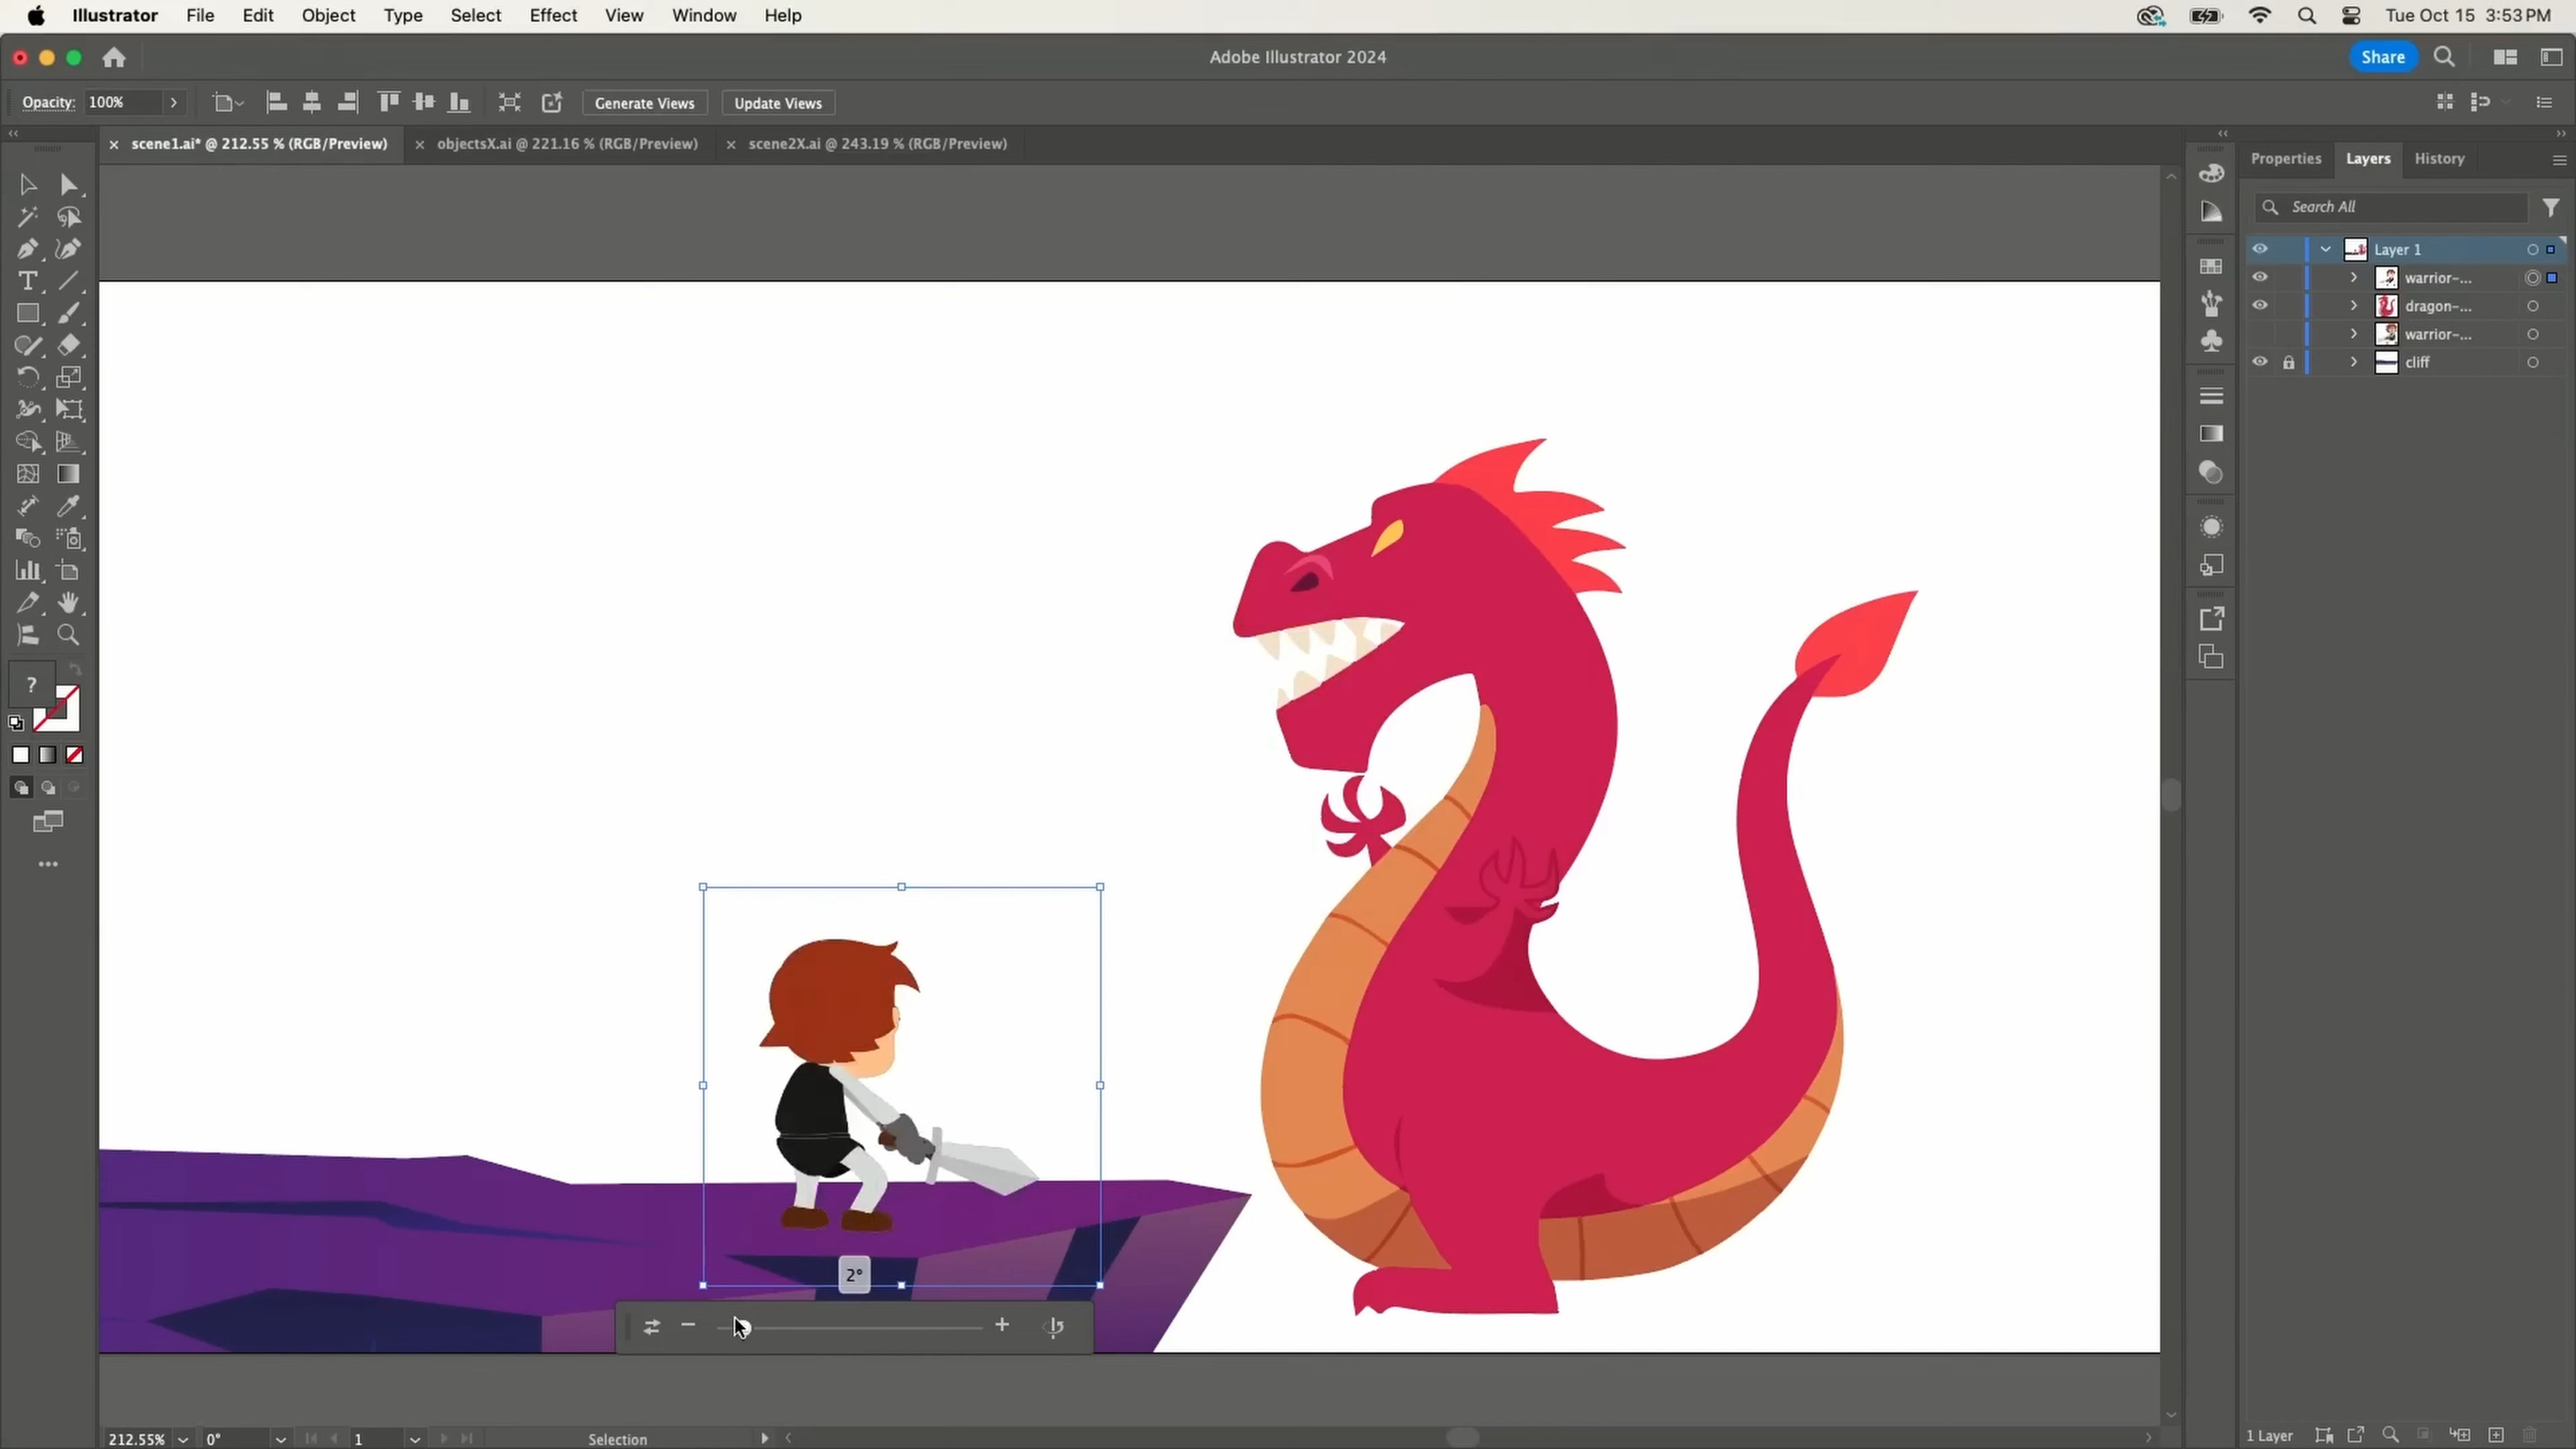 Illustrator File Edit Object Type Select Effect View Window Help Tue Oct 15 3:53 PM
Adobe Illustrator 2024 Share
Opacity: 100% Generate Views Update Views
scene1.ai* @ 212.55 % (RGB/Preview) objectsX.ai @ 221.16 % (RGB/Preview) scene2X.ai @ 243.19 % (RGB/Preview)
Properties Layers History
Search All
Layer 1
warrior-...
dragon-...
warrior-...
cliff
?
2°
212.55% 0° 1 Selection 1 Layer